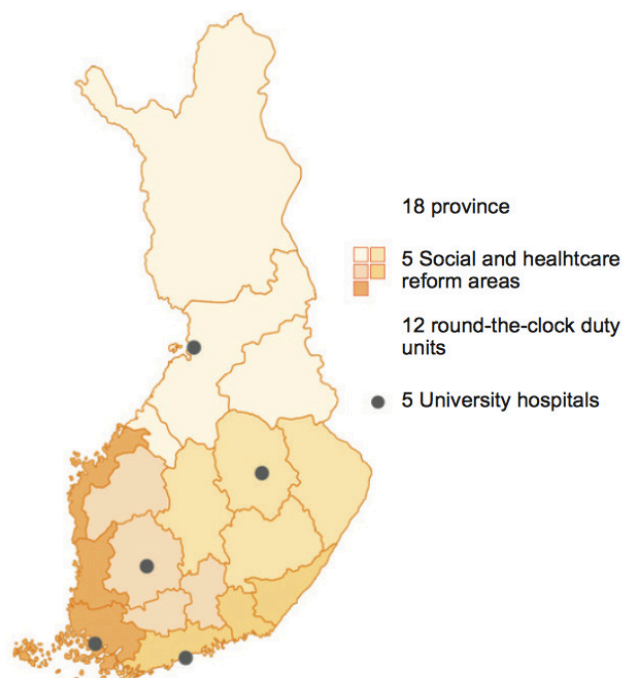 18 province
5 Social and healhtcare
reform areas
12 round-the-clock duty
units
5 University hospitals